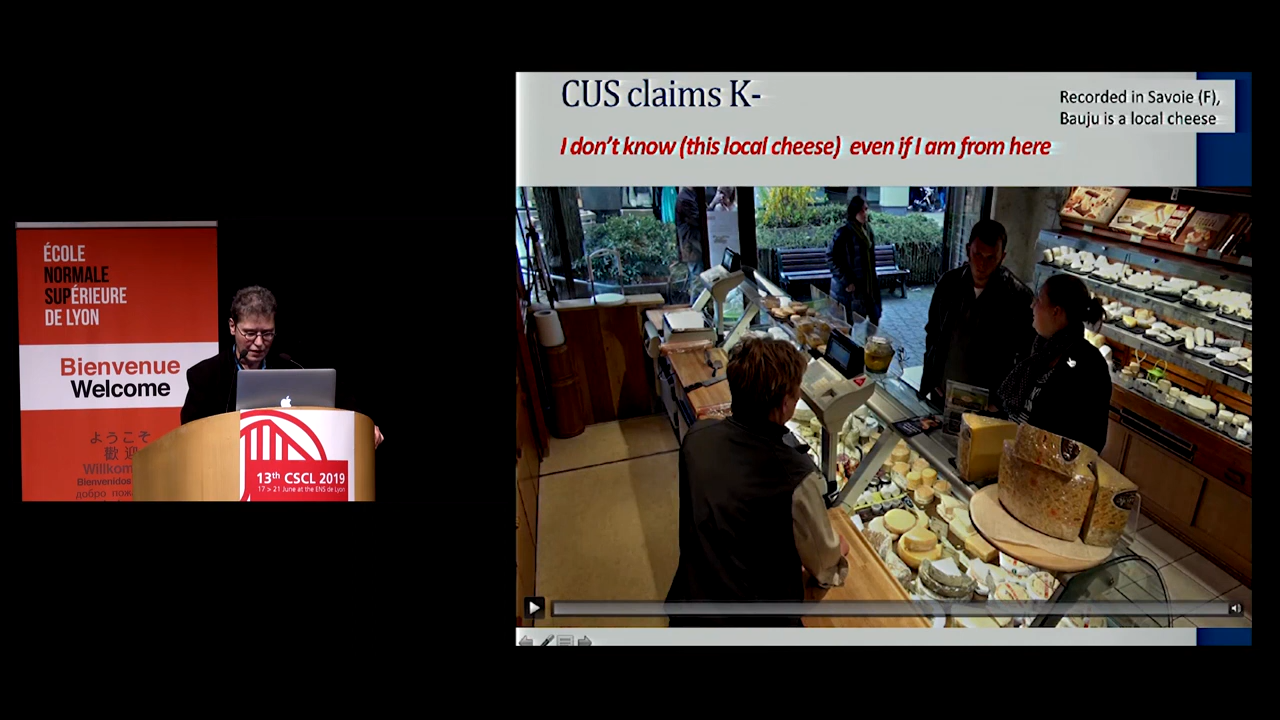 ÉCOLE
NORMALE
SUPÉRIEURE
DE LYON
Bienvenue
Welcome
ようこそ
歡迎
Bienvenidos
добро
13th CSCL 2019
17 > 21 June at the ENS de Lyon
CUS claims K-
I don't know (this local cheese) even if I am from here
Recorded in Savoie (F),
Bauju is a local cheese